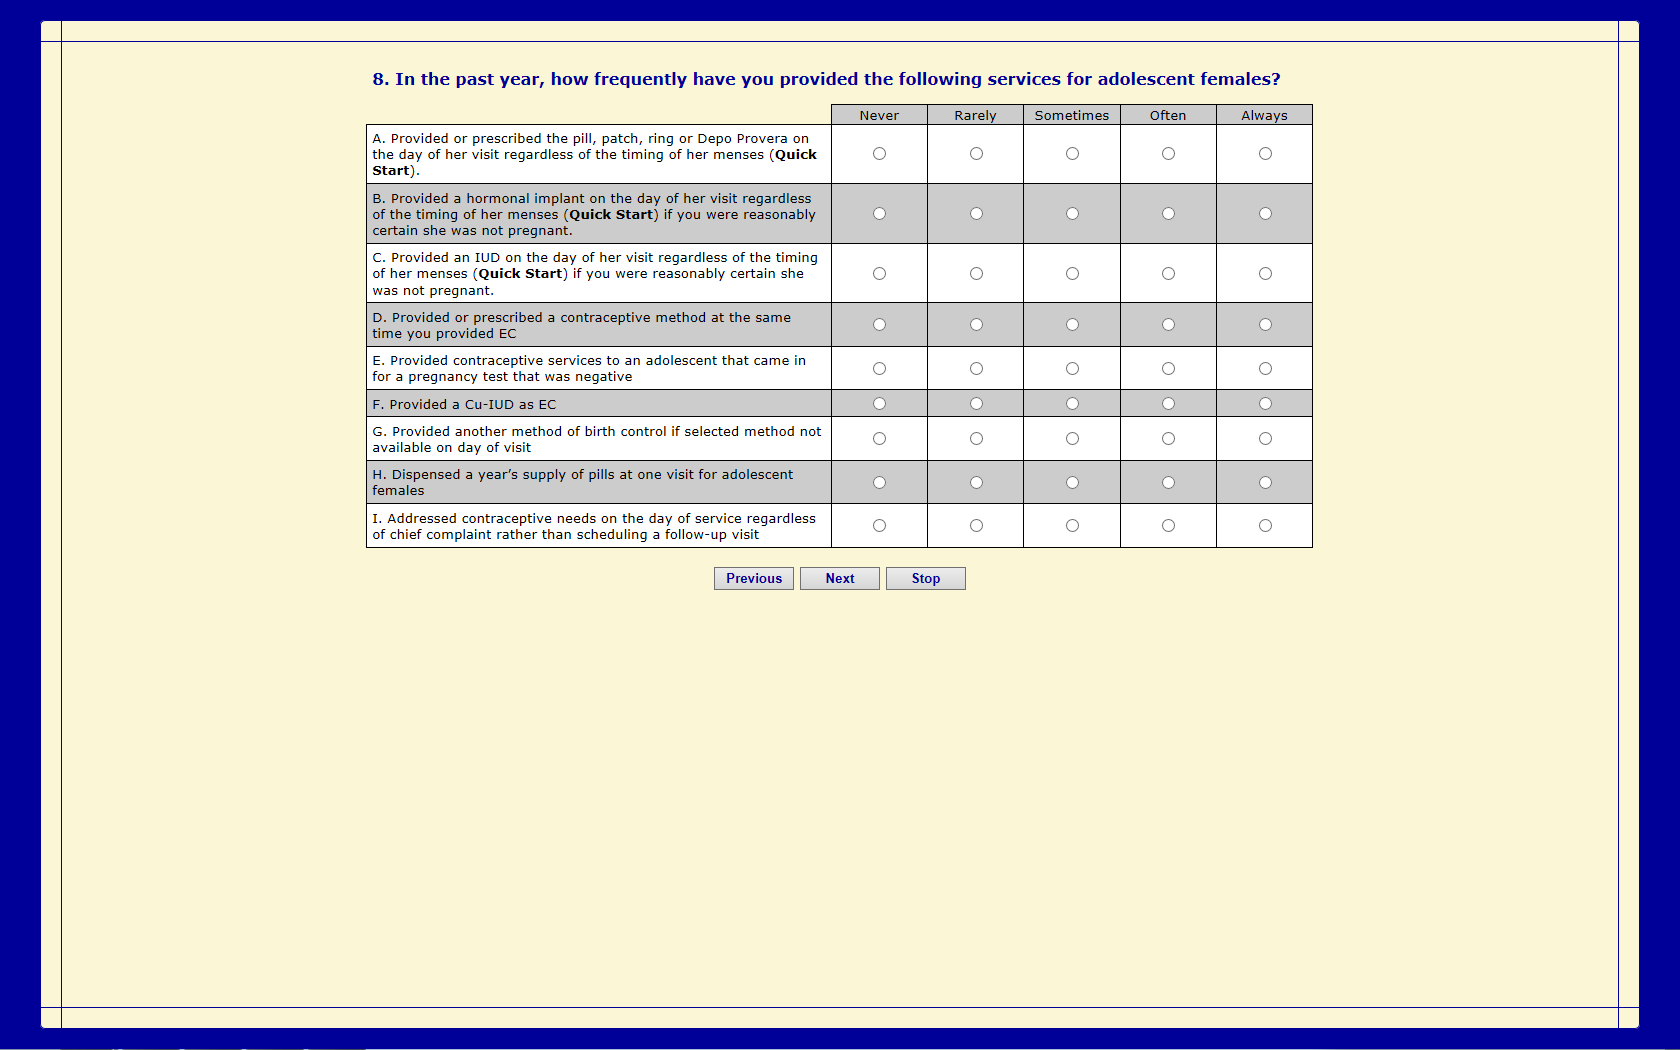 8. In the past year, how frequently have you provided the following services for adolescent females?
Never Rarely Sometimes Often Always
A. Provided or prescribed the pill, patch, ring or Depo Provera on
the day of her visit regardless of the timing of her menses (Quick
Start).
B. Provided a hormonal implant on the day of her visit regardless
of the timing of her menses (Quick Start) if you were reasonably
certain she was not pregnant.
C. Provided an IUD on the day of her visit regardless of the timing
of her menses (Quick Start) if you were reasonably certain she
was not pregnant.
D. Provided or prescribed a contraceptive method at the same
time you provided EC
E. Provided contraceptive services to an adolescent that came in
for a pregnancy test that was negative
F. Provided a Cu-IUD as EC
G. Provided another method of birth control if selected method not
available on day of visit
H. Dispensed a year’s supply of pills at one visit for adolescent
females
I. Addressed contraceptive needs on the day of service regardless
of chief complaint rather than scheduling a follow-up visit
Previous Next Stop